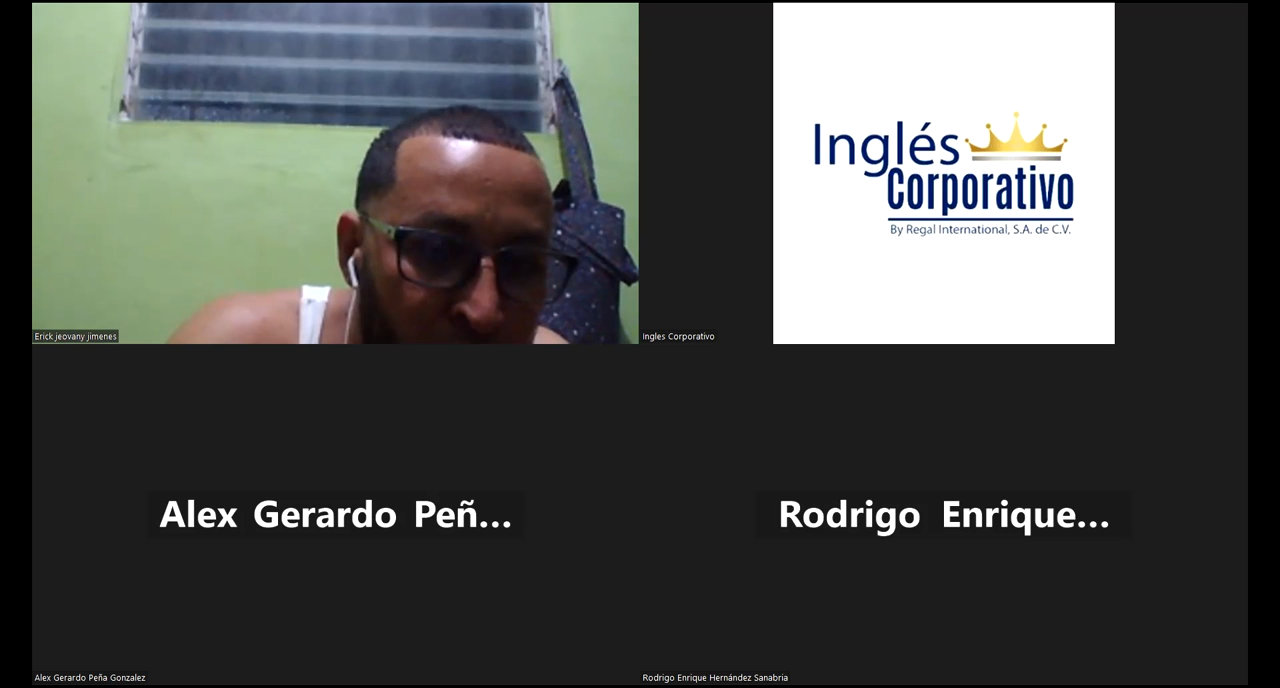 Inglés
Corporativo
By Regal International, S.A. de C.V.
Erick jeovany jimenes
Ingles Corporativo
Alex Gerardo Peñ...
Rodrigo Enrique...
Alex Gerardo Peña Gonzalez
Rodrigo Enrique Hernández Sanabria